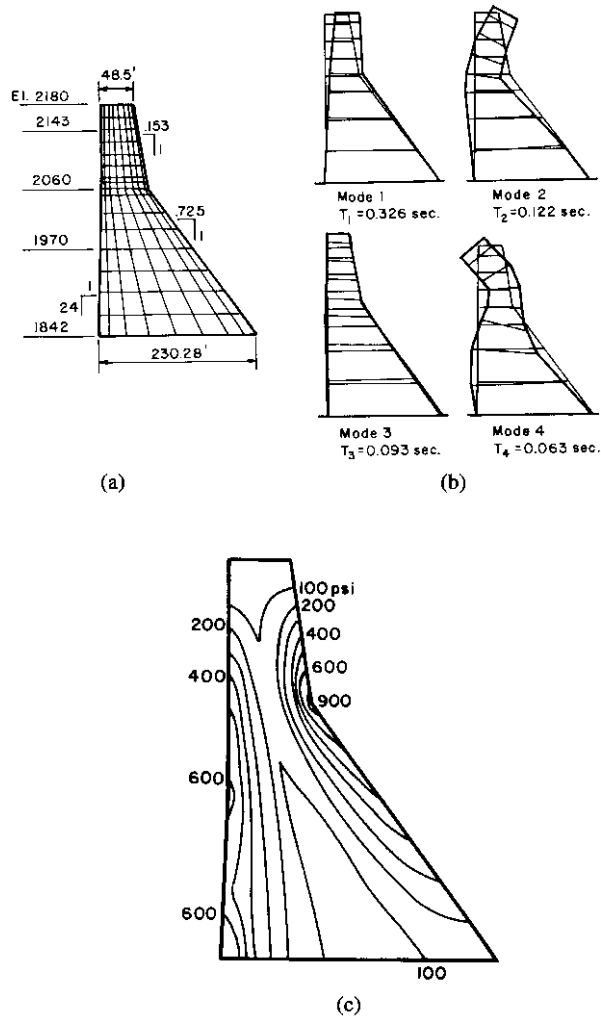 48.5'
El. 2180
2143
.153
1
2060
.725
1
1970
1
24
1842
230.28'
(a)
Mode 1
T1=0.326 sec.
Mode 2
T2=0.122 sec.
Mode 3
T3=0.093 sec.
Mode 4
T4=0.063 sec.
(b)
100 psi
200
200
400
400
600
900
600
600
100
(c)